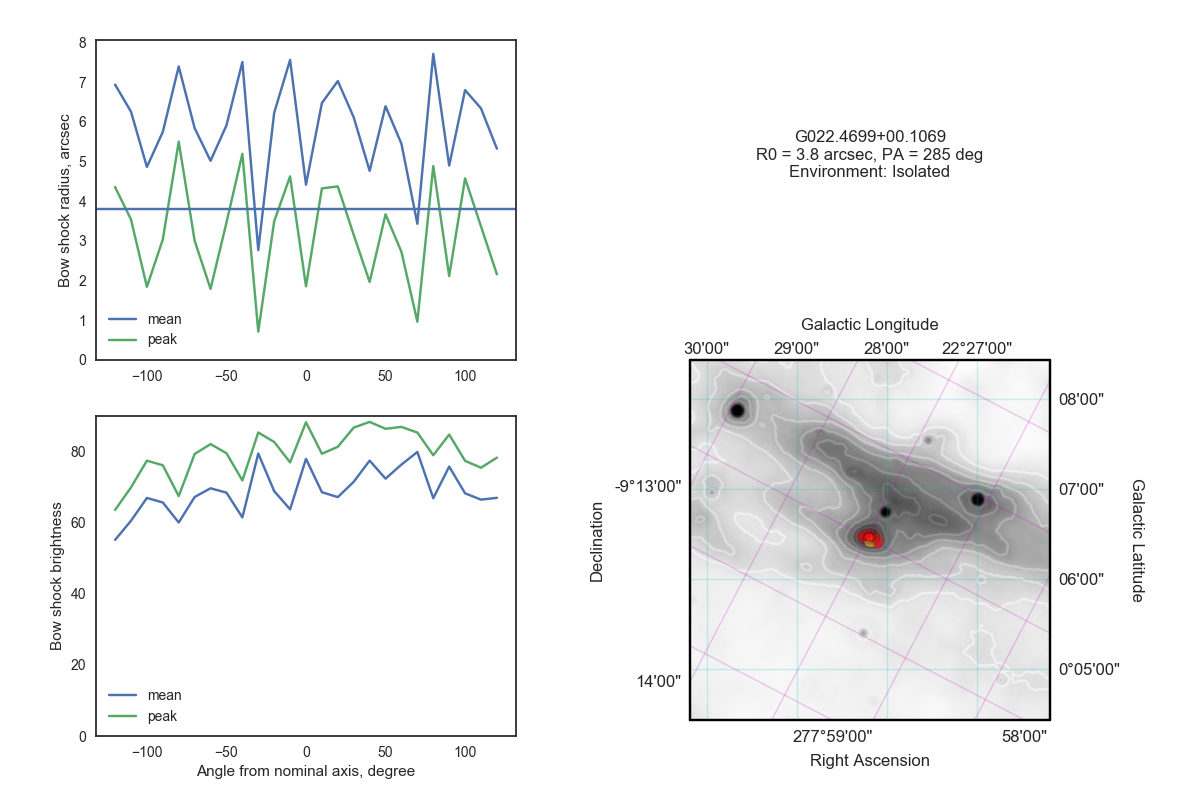 8
7
6
5
4
3
2
1
0
Bow shock radius, arcsec
mean
peak
−100
−50
0
50
100
80
60
40
20
0
Bow shock brightness
mean
peak
−100
−50
0
50
100
Angle from nominal axis, degree
G022.4699+00.1069
R0 = 3.8 arcsec, PA = 285 deg
Environment: Isolated
Galactic Longitude
30'00" 29'00" 28'00" 22°27'00"
08'00"
07'00"
06'00"
0°05'00"
Galactic Latitude
-9°13'00"
14'00"
Declination
277°59'00" 58'00"
Right Ascension